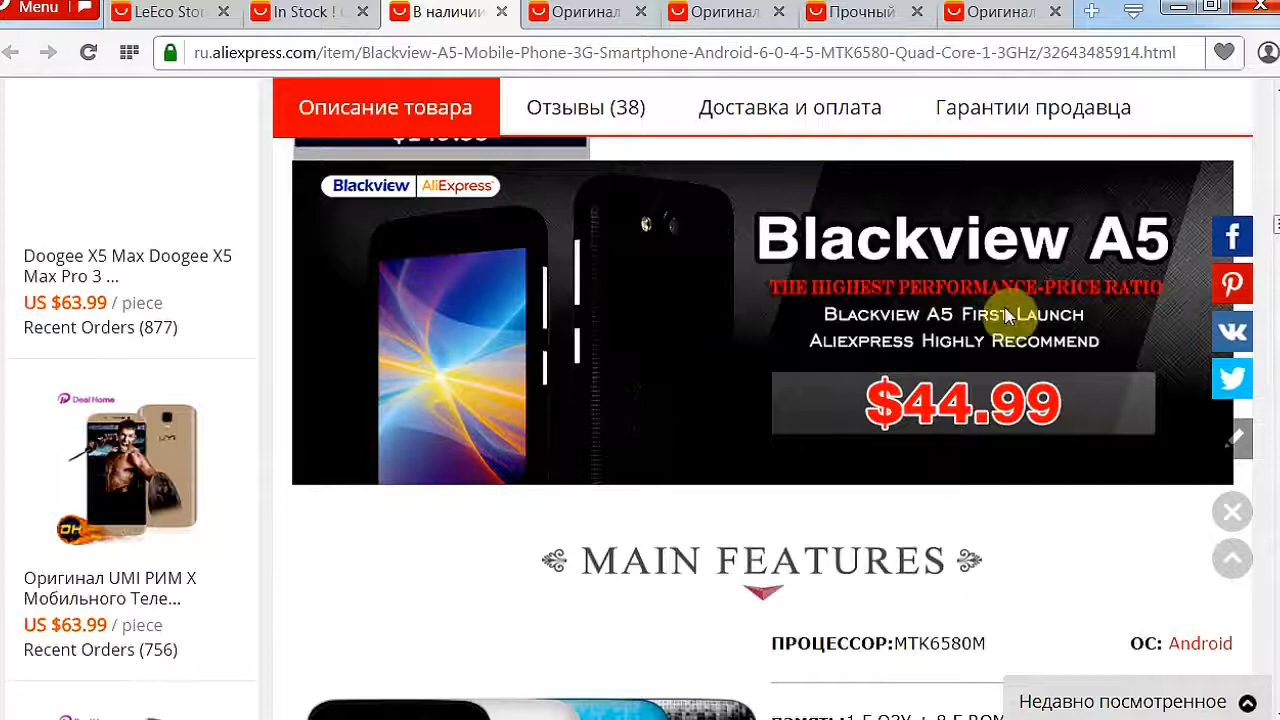 Menu
LeEco Stor
In Stock ! (
В наличии
Оригинал
Оригинал
Прочный
Оригинал
ru.aliexpress.com/item/Blackview-A5-Mobile-Phone-3G-Smartphone-Android-6-0-4-5-MTK6580-Quad-Core-1-3GHz/32643485914.html
Описание товара
Отзывы (38)
Доставка и оплата
Гарантии продавца
Blackview AliExpress
Blackview A5
THE HIGHEST PERFORMANCE-PRICE RATIO
BLACKVIEW A5 FIRST LAUNCH
ALIEXPRESS HIGHLY RECOMMEND
$44.99
Doogee X5 Max Doogee X5
Max Pro 3 ...
US $63.99 / piece
Recent Orders (177)
Deal Home
Оригинал UMI РИМ X
Мобильного Теле...
US $63.99 / piece
Recent Orders (756)
MAIN FEATURES
ПРОЦЕССОР:MTK6580M
ОС: Android
Недавно посмотренное